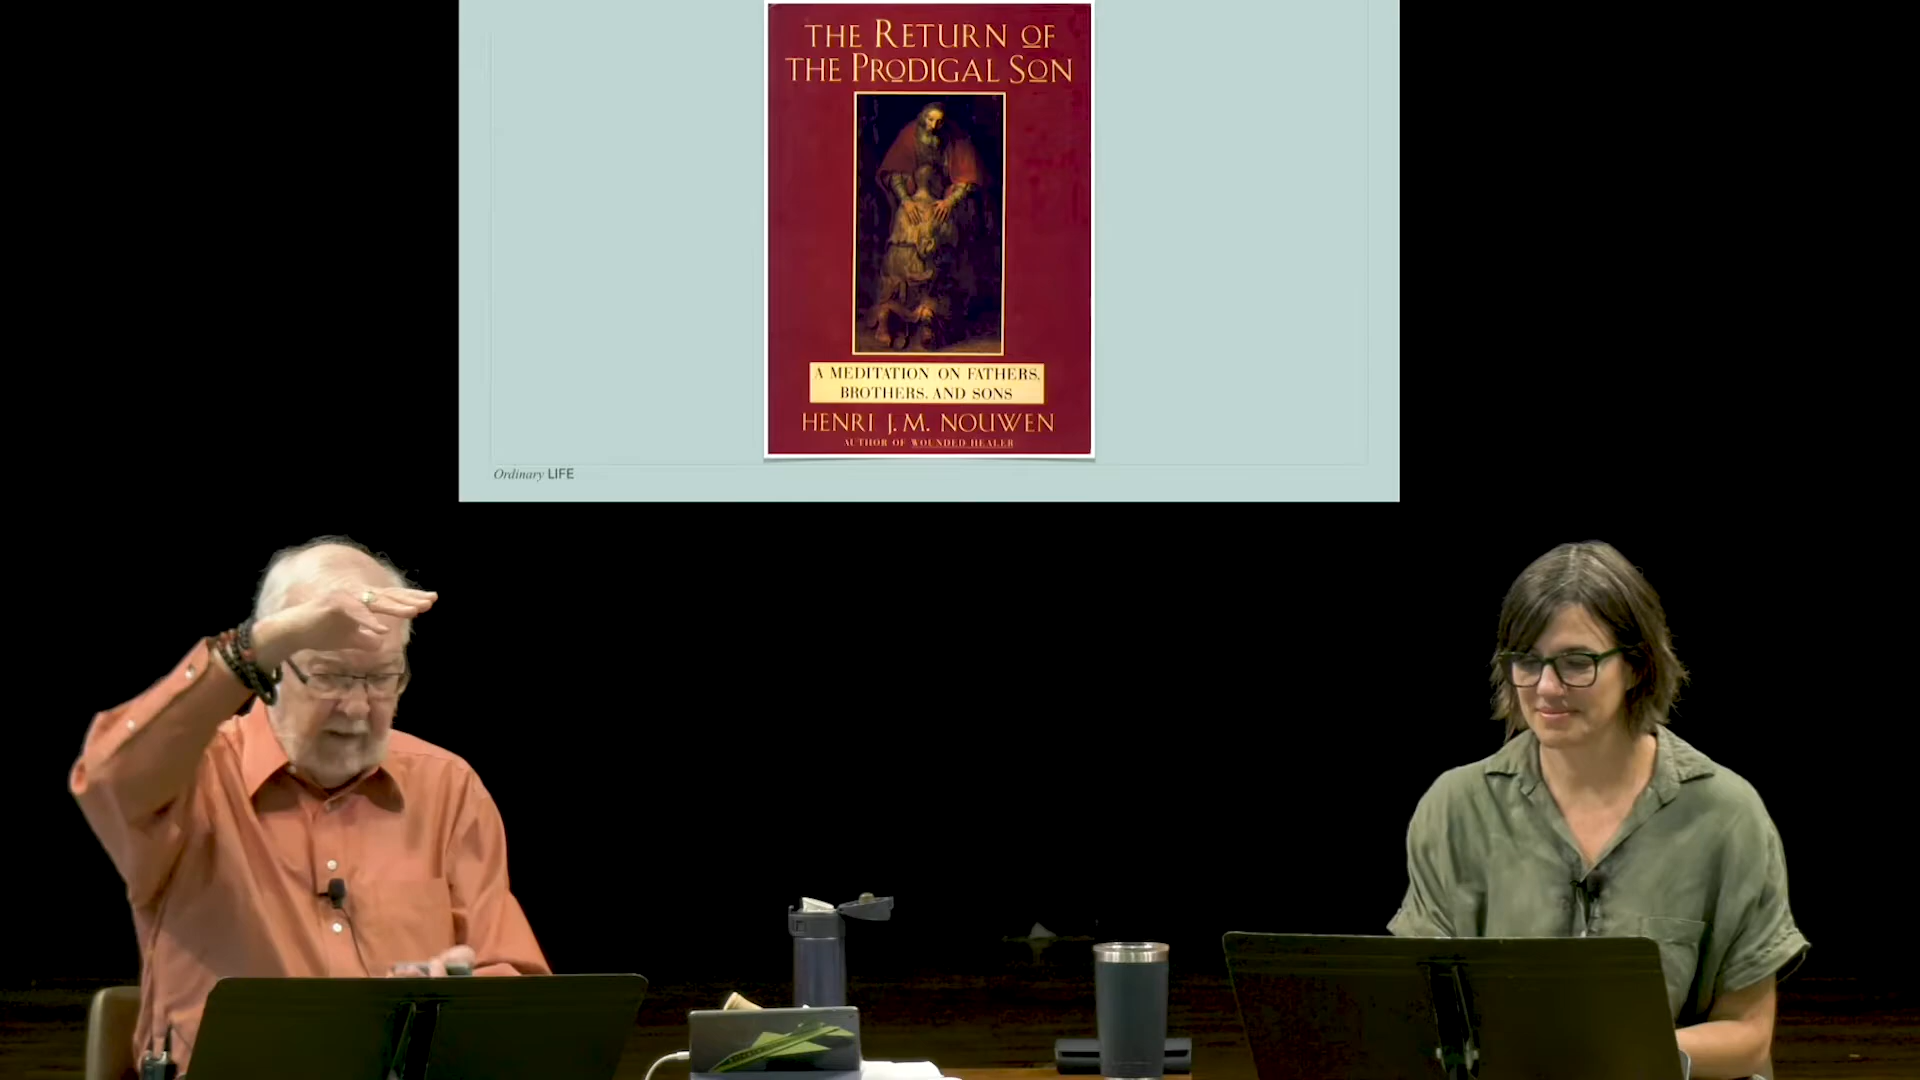 THE RETURN OF
THE PRODIGAL SON
A MEDITATION ON FATHERS,
BROTHERS, AND SONS
HENRI J.M. NOUWEN
AUTHOR OF WOUNDED HEALER
Ordinary LIFE